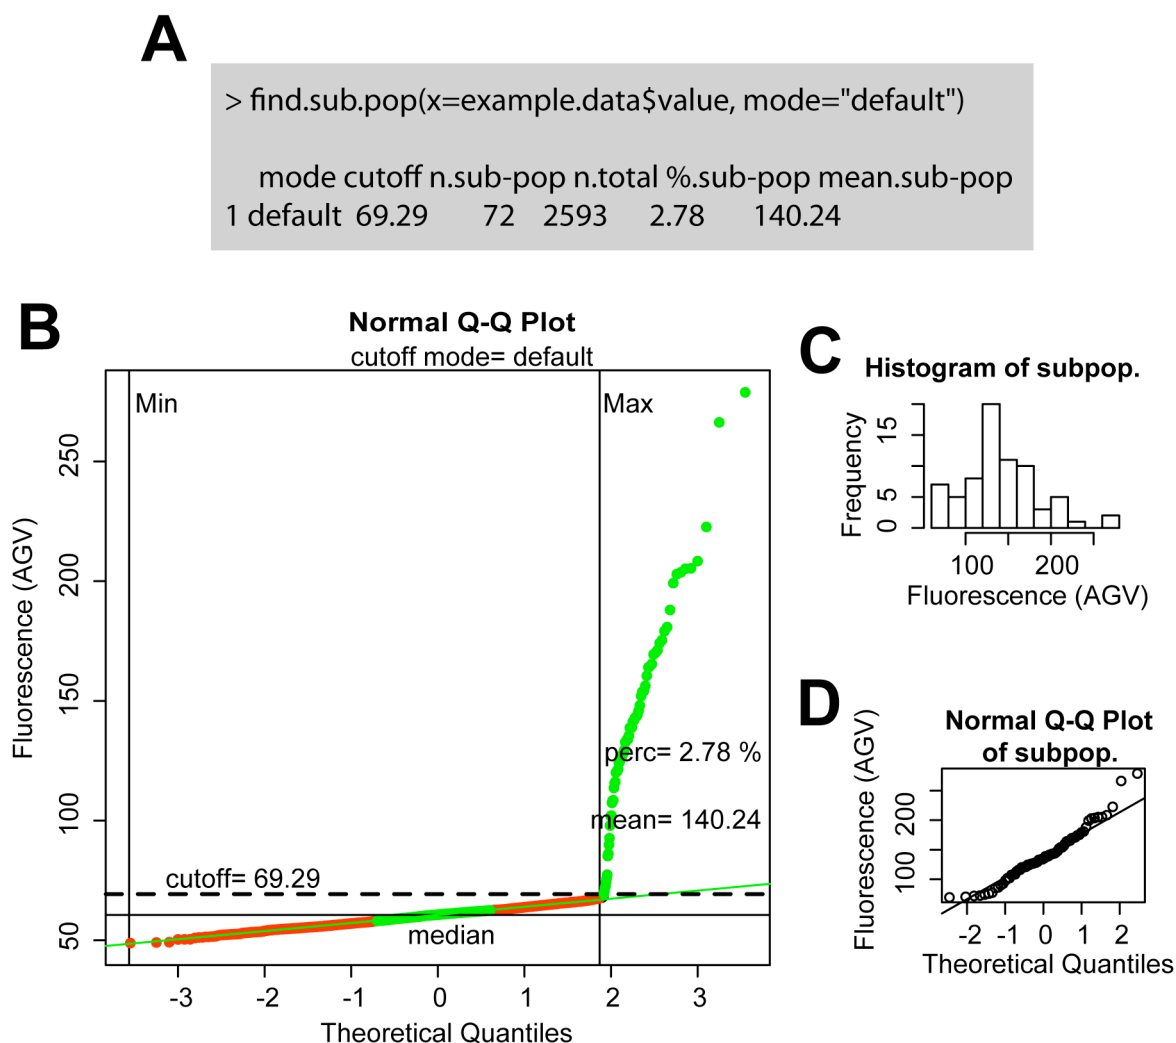 A
> find.sub.pop(x=example.data$value, mode="default")
mode cutoff n.sub-pop n.total %.sub-pop mean.sub-pop
1 default 69.29 72 2593 2.78 140.24
B
Normal Q-Q Plot
cutoff mode= default
Min
Max
perc= 2.78 %
mean= 140.24
cutoff= 69.29
median
Fluorescence (AGV)
50
100
150
200
250
-3 -2 -1 0 1 2 3
Theoretical Quantiles
C
Histogram of subpop.
Frequency
0 5 15
100 200
Fluorescence (AGV)
D
Normal Q-Q Plot
of subpop.
Fluorescence (AGV)
100 200
-2 -1 0 1 2
Theoretical Quantiles